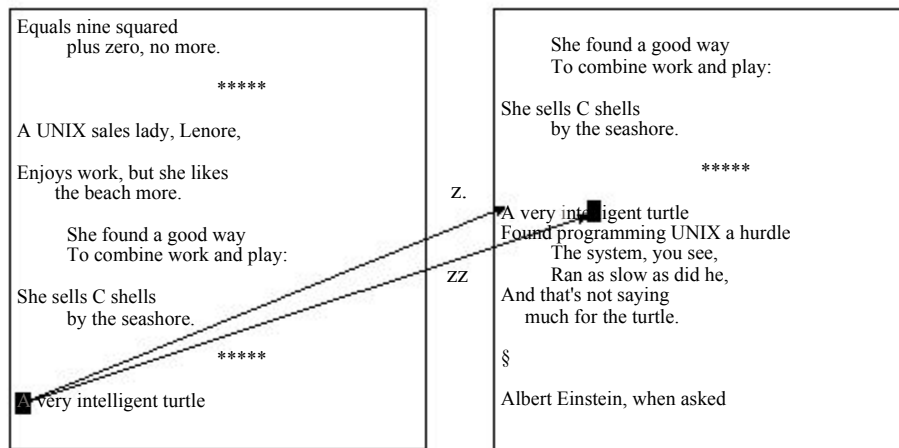 Equals nine squared
plus zero, no more.
*****
A UNIX sales lady, Lenore,
Enjoys work, but she likes
the beach more.
She found a good way
To combine work and play:
She sells C shells
by the seashore.
*****
A very intelligent turtle
z.
zz
She found a good way
To combine work and play:
She sells C shells
by the seashore.
*****
A very intelligent turtle
Found programming UNIX a hurdle
The system, you see,
Ran as slow as did he,
And that's not saying
much for the turtle.
§
Albert Einstein, when asked